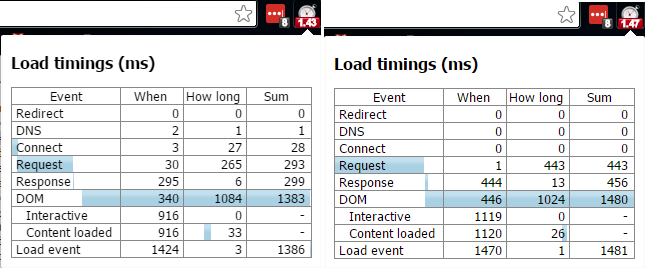 8 1.43
Load timings (ms)
Event When How long Sum
Redirect 0 0 0
DNS 2 1 1
Connect 3 27 28
Request 30 265 293
Response 295 6 299
DOM 340 1084 1383
Interactive 916 0 -
Content loaded 916 33 -
Load event 1424 3 1386
8 1.47
Load timings (ms)
Event When How long Sum
Redirect 0 0 0
DNS 0 0 0
Connect 0 0 0
Request 1 443 443
Response 444 13 456
DOM 446 1024 1480
Interactive 1119 0 -
Content loaded 1120 26 -
Load event 1470 1 1481